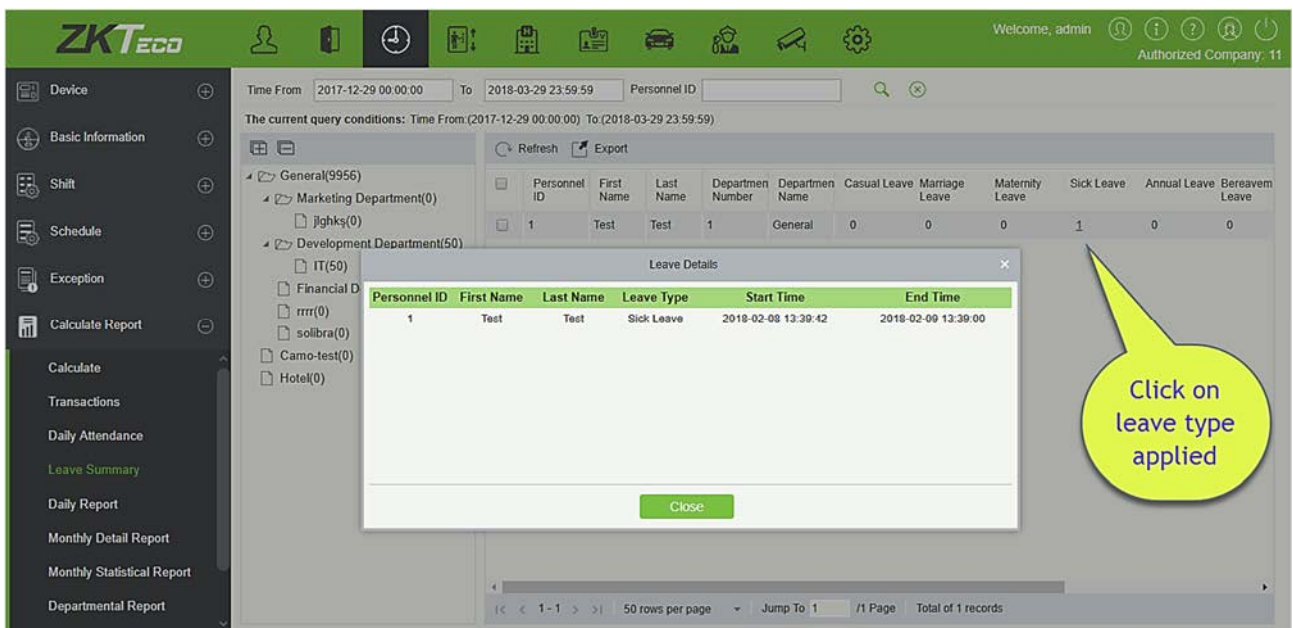 ZKTeco
Welcome, admin
Authorized Company: 11
Device
Basic Information
Shift
Schedule
Exception
Calculate Report
Calculate
Transactions
Daily Attendance
Leave Summary
Daily Report
Monthly Detail Report
Monthly Statistical Report
Departmental Report
Time From 2017-12-29 00:00:00 To 2018-03-29 23:59:59 Personnel ID
The current query conditions: Time From:(2017-12-29 00:00:00) To:(2018-03-29 23:59:59)
General(9956)
Marketing Department(0)
jlghks(0)
Development Department(50)
IT(50)
Financial D
rrrr(0)
solibra(0)
Camo-test(0)
Hotel(0)
Refresh Export
Personnel ID First Name Last Name Departmen Number Departmen Name Casual Leave Marriage Leave Maternity Leave Sick Leave Annual Leave Bereavem Leave
1 Test Test 1 General 0 0 0 1 0 0
Leave Details
Personnel ID First Name Last Name Leave Type Start Time End Time
1 Test Test Sick Leave 2018-02-08 13:39:42 2018-02-09 13:39:00
Close
Click on
leave type
applied
1 - 1 50 rows per page Jump To 1 /1 Page Total of 1 records